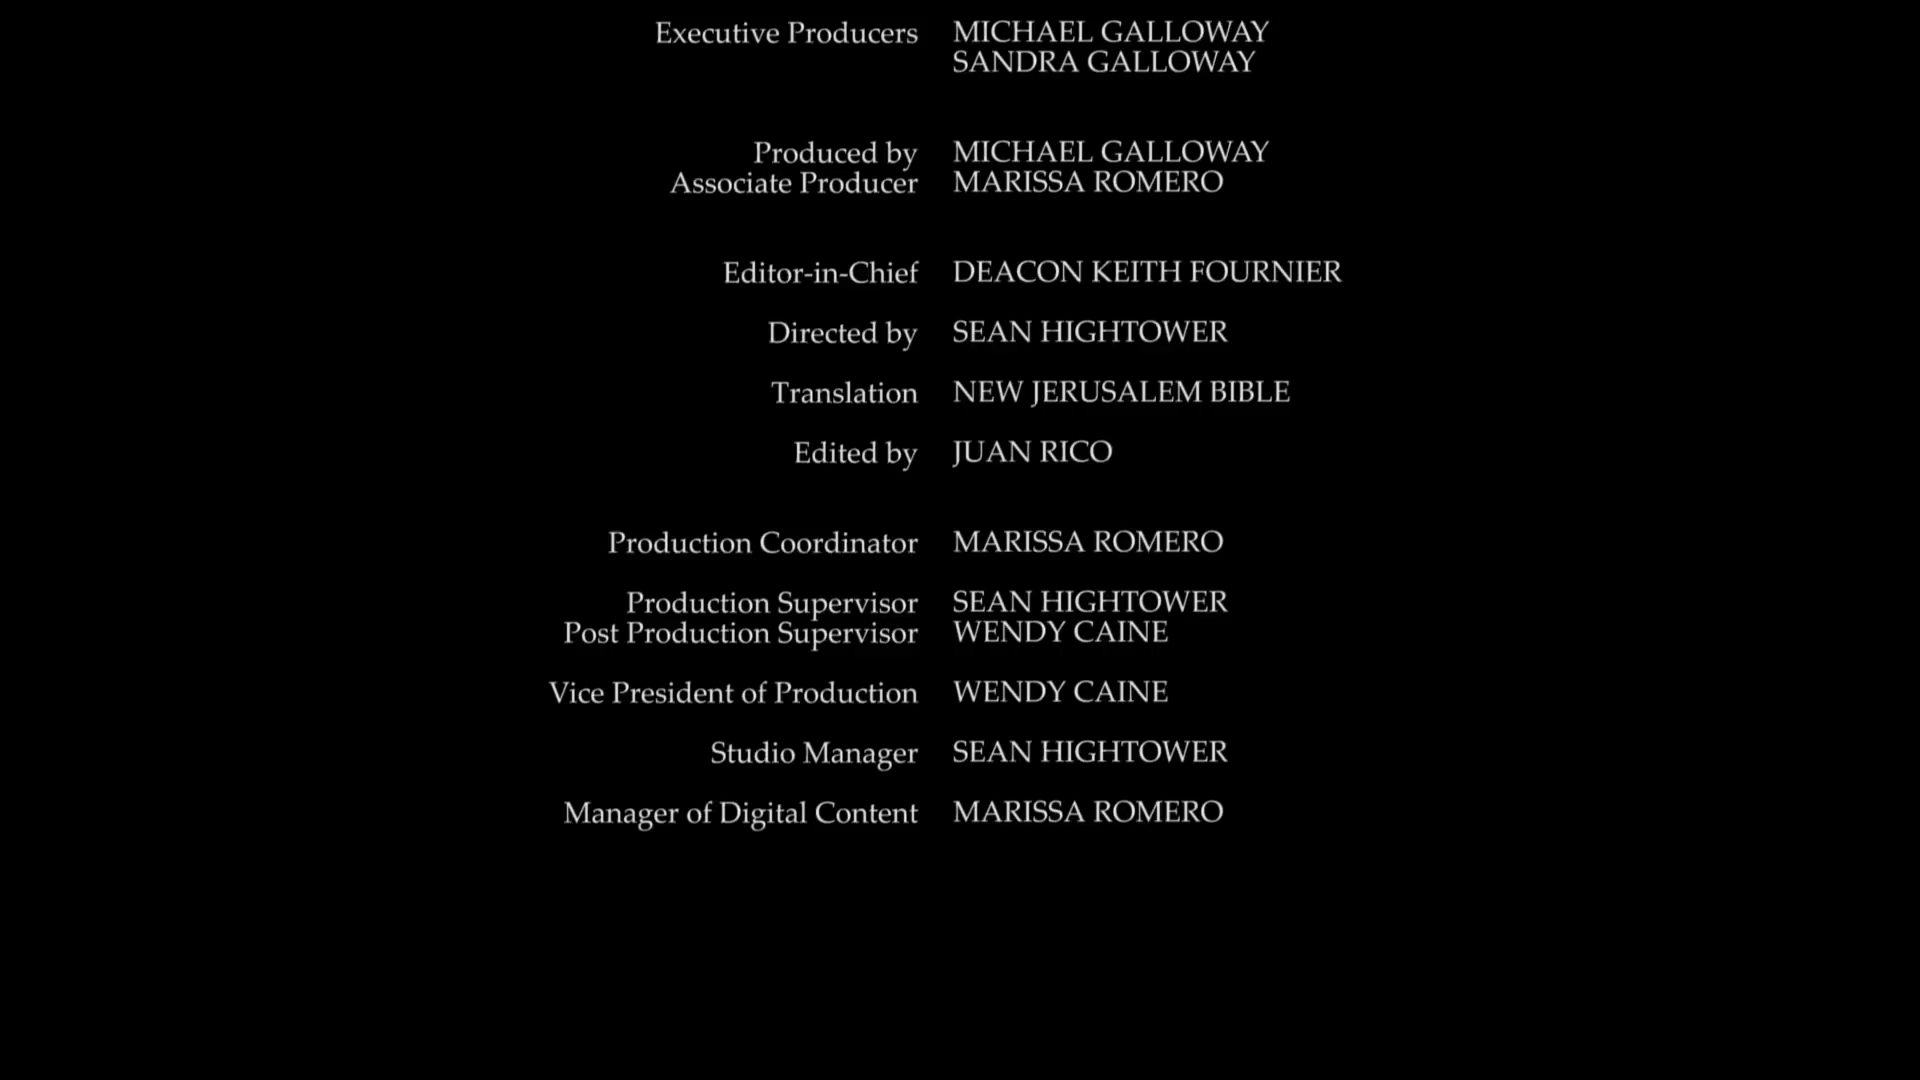 Executive Producers MICHAEL GALLOWAY
SANDRA GALLOWAY
Produced by MICHAEL GALLOWAY
Associate Producer MARISSA ROMERO
Editor-in-Chief DEACON KEITH FOURNIER
Directed by SEAN HIGHTOWER
Translation NEW JERUSALEM BIBLE
Edited by JUAN RICO
Production Coordinator MARISSA ROMERO
Production Supervisor SEAN HIGHTOWER
Post Production Supervisor WENDY CAINE
Vice President of Production WENDY CAINE
Studio Manager SEAN HIGHTOWER
Manager of Digital Content MARISSA ROMERO